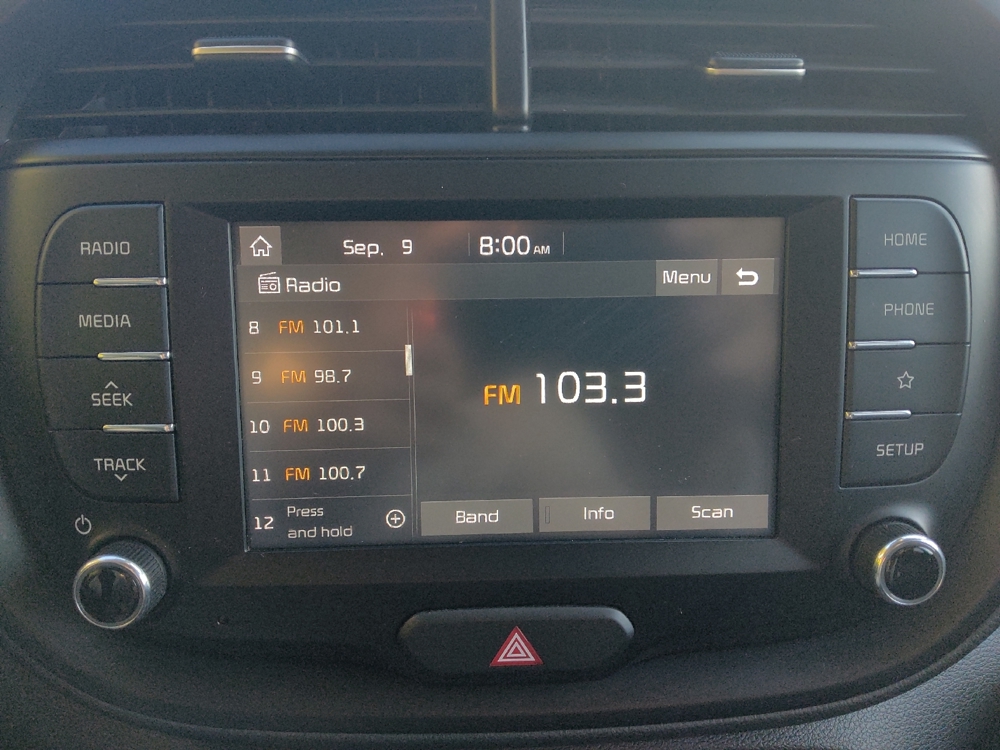 Sep. 9 8:00 AM
RADIO
MEDIA
SEEK
TRACK
Radio
Menu
8 FM 101.1
9 FM 98.7
10 FM 100.3
11 FM 100.7
12 Press
and hold
FM 103.3
Band
Info
Scan
HOME
PHONE
SETUP